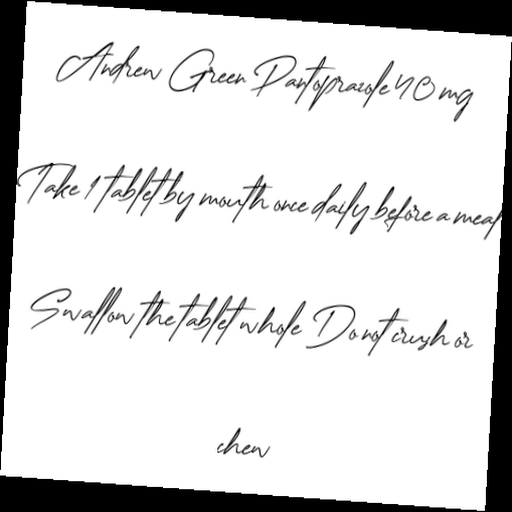 Andrew Green Pantoprazole 40 mg
Take 1 tablet by mouth once daily before a meal
Swallow the tablet whole Do not crush or
chew